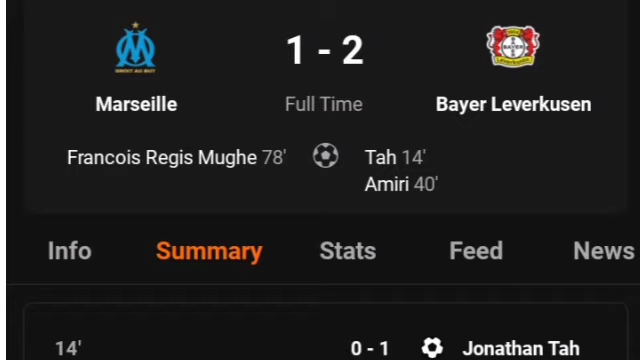 1 - 2
Marseille
Full Time
Bayer Leverkusen
Francois Regis Mughe 78'
Tah 14'
Amiri 40'
Info
Summary
Stats
Feed
News
14'
0 - 1
Jonathan Tah